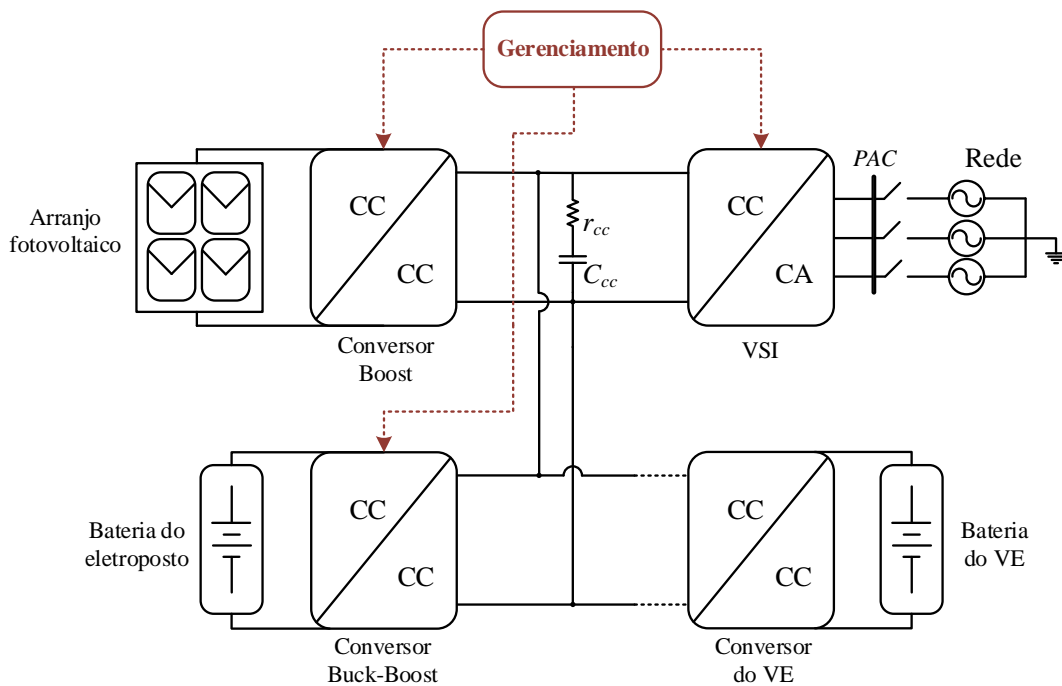 Gerenciamento
PAC
Rede
CC
CC
Arranjo
fotovoltaico
CC
CC
CA
r_cc
C_cc
Conversor
Boost
VSI
CC
CC
CC
CC
Bateria do
eletroposto
Bateria
do VE
Conversor
Buck-Boost
Conversor
do VE